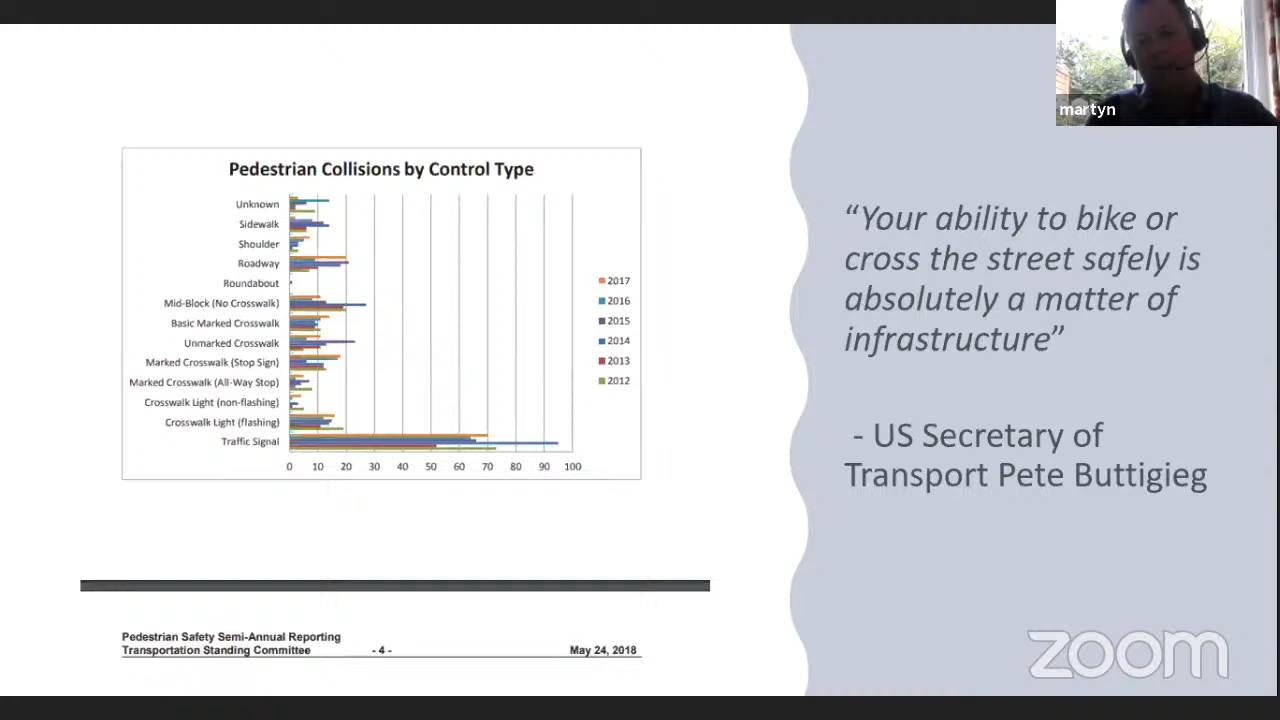 martyn
Pedestrian Collisions by Control Type
Unknown
Sidewalk
Shoulder
Roadway
Roundabout
Mid-Block (No Crosswalk)
Basic Marked Crosswalk
Unmarked Crosswalk
Marked Crosswalk (Stop Sign)
Marked Crosswalk (All-Way Stop)
Crosswalk Light (non-flashing)
Crosswalk Light (flashing)
Traffic Signal
0 10 20 30 40 50 60 70 80 90 100
2017
2016
2015
2014
2013
2012
“Your ability to bike or
cross the street safely is
absolutely a matter of
infrastructure”
- US Secretary of
Transport Pete Buttigieg
Pedestrian Safety Semi-Annual Reporting
Transportation Standing Committee - 4 - May 24, 2018
zoom